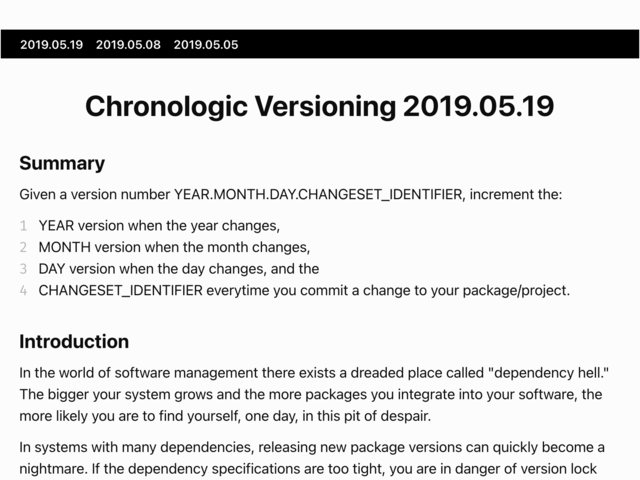 2019.05.19 2019.05.08 2019.05.05
Chronologic Versioning 2019.05.19
Summary
Given a version number YEAR.MONTH.DAY.CHANGESET_IDENTIFIER, increment the:
1 YEAR version when the year changes,
2 MONTH version when the month changes,
3 DAY version when the day changes, and the
4 CHANGESET_IDENTIFIER everytime you commit a change to your package/project.
Introduction
In the world of software management there exists a dreaded place called "dependency hell."
The bigger your system grows and the more packages you integrate into your software, the
more likely you are to find yourself, one day, in this pit of despair.
In systems with many dependencies, releasing new package versions can quickly become a
nightmare. If the dependency specifications are too tight, you are in danger of version lock